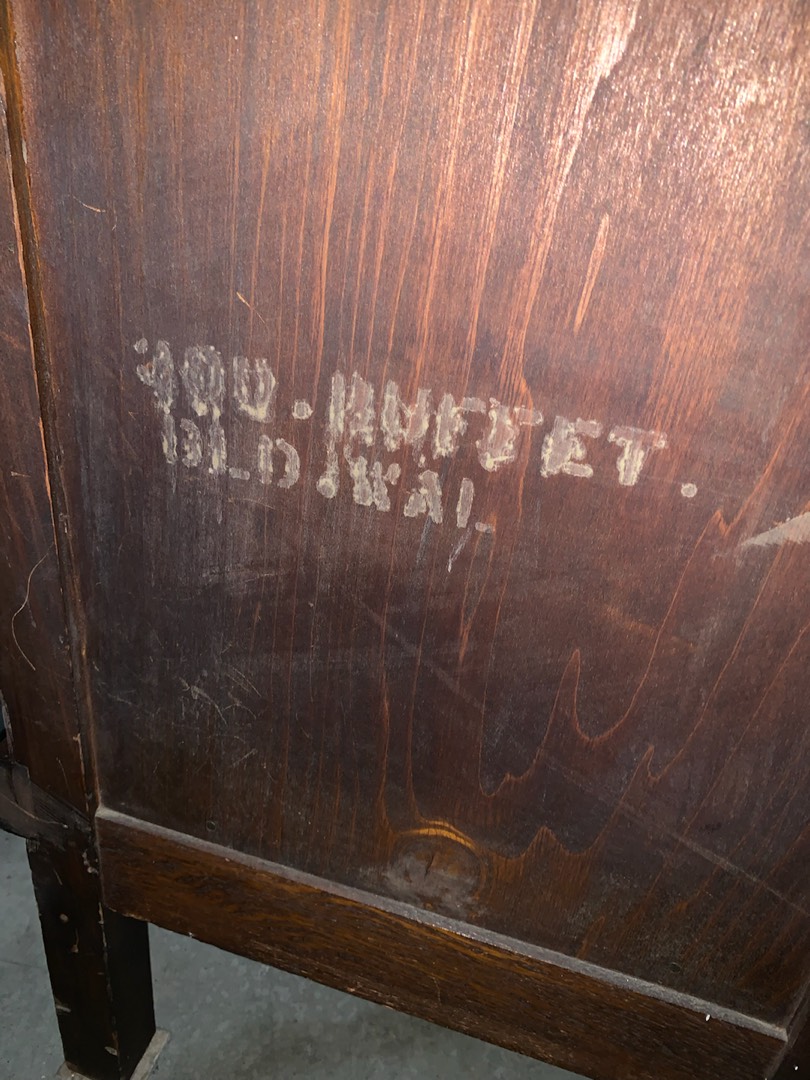 400. BUFFET.
OLD. WAL